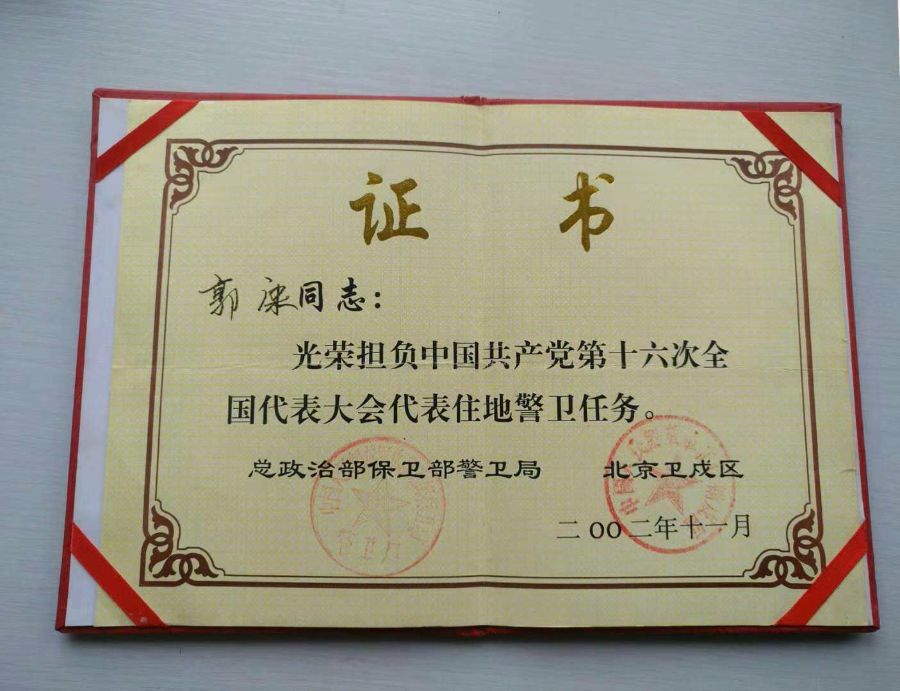 证书
郭康同志：
光荣担负中国共产党第十六次全
国代表大会代表住地警卫任务。
总政治部保卫部警卫局 北京卫戍区
二00二年十一月